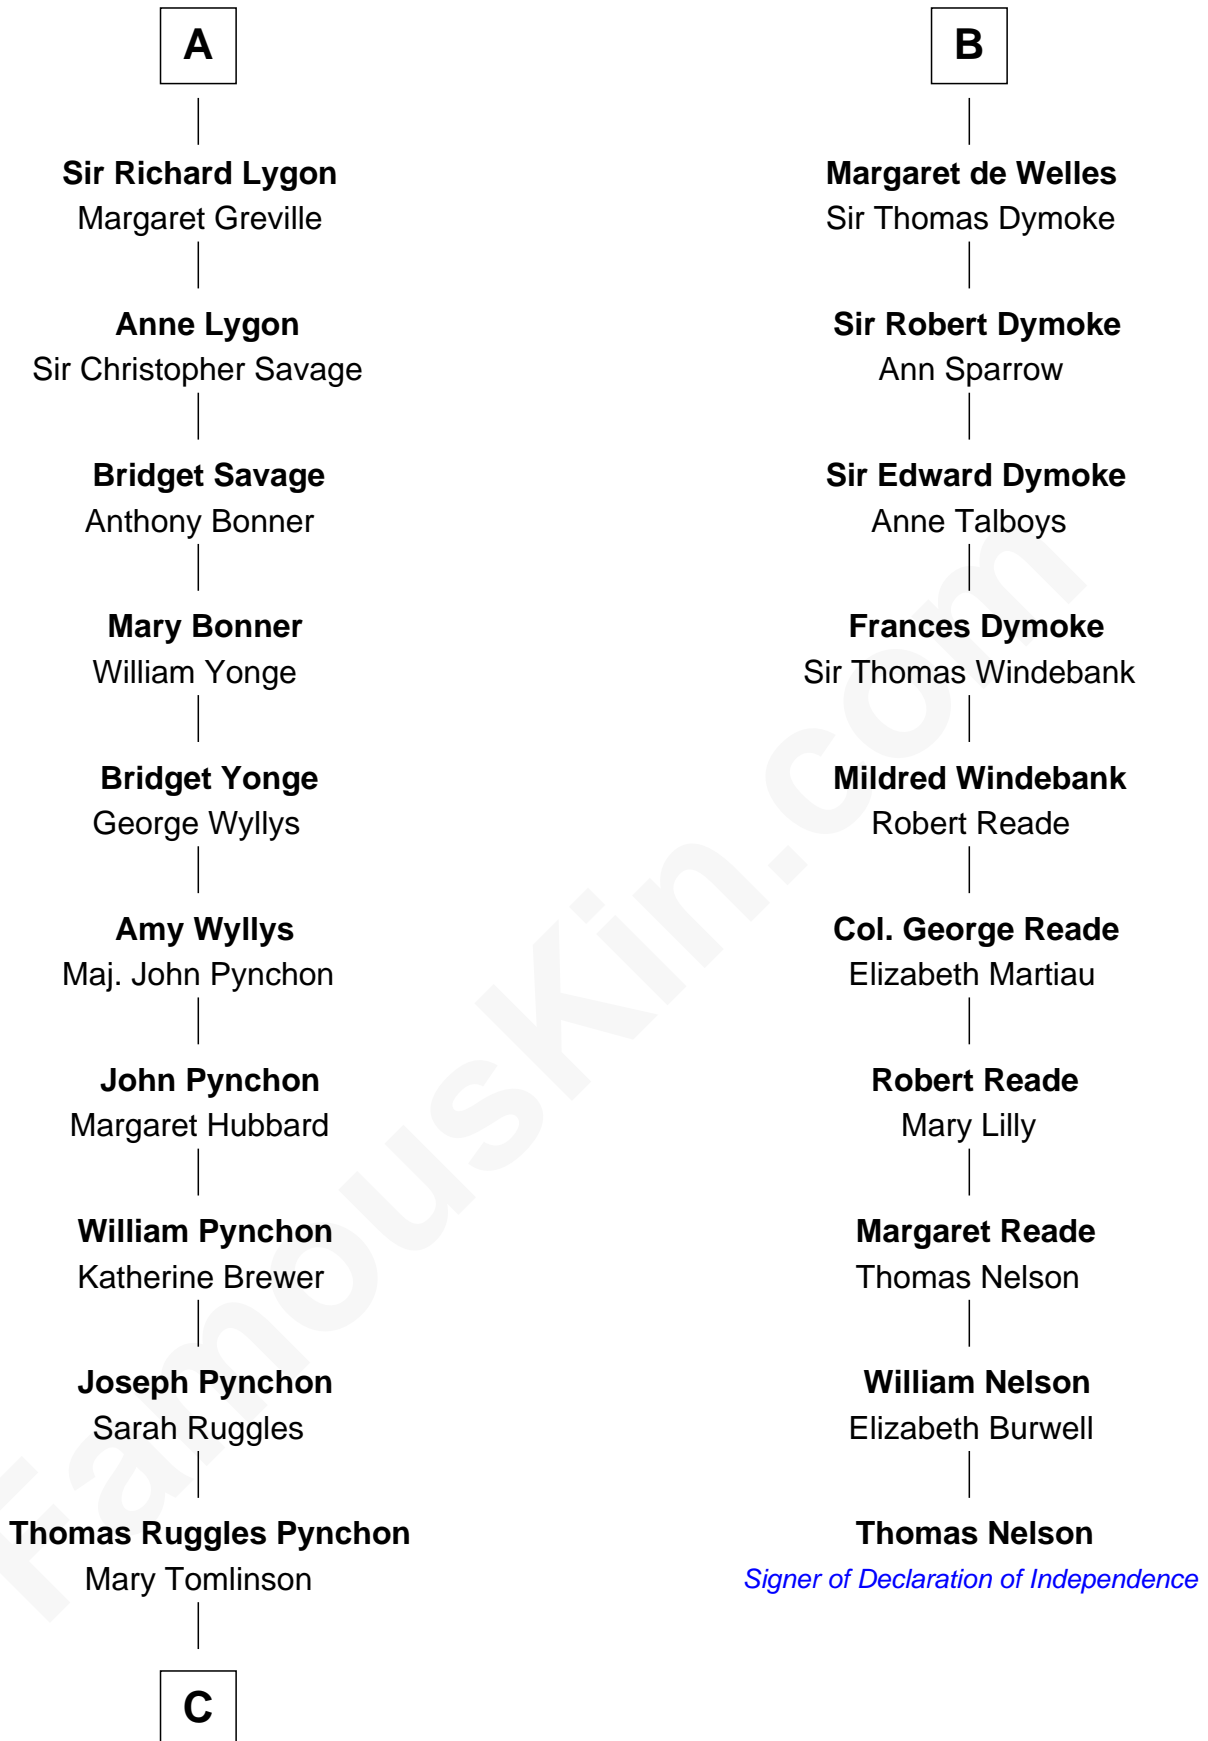 A
Sir Richard Lygon
Margaret Greville
Anne Lygon
Sir Christopher Savage
Bridget Savage
Anthony Bonner
Mary Bonner
William Yonge
Bridget Yonge
George Wyllys
Amy Wyllys
Maj. John Pynchon
John Pynchon
Margaret Hubbard
William Pynchon
Katherine Brewer
Joseph Pynchon
Sarah Ruggles
Thomas Ruggles Pynchon
Mary Tomlinson
C
B
Margaret de Welles
Sir Thomas Dymoke
Sir Robert Dymoke
Ann Sparrow
Sir Edward Dymoke
Anne Talboys
Frances Dymoke
Sir Thomas Windebank
Mildred Windebank
Robert Reade
Col. George Reade
Elizabeth Martiau
Robert Reade
Mary Lilly
Margaret Reade
Thomas Nelson
William Nelson
Elizabeth Burwell
Thomas Nelson
Signer of Declaration of Independence
FamousKin.com